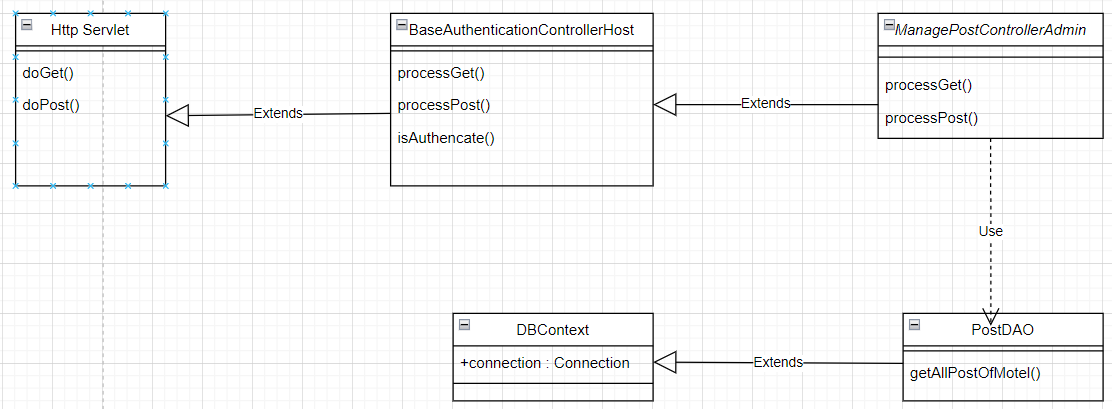 Http Servlet
doGet()
doPost()
Extends
BaseAuthenticationControllerHost
processGet()
processPost()
isAuthencate()
Extends
ManagePostControllerAdmin
processGet()
processPost()
Use
DBContext
+connection : Connection
Extends
PostDAO
getAllPostOfMotel()